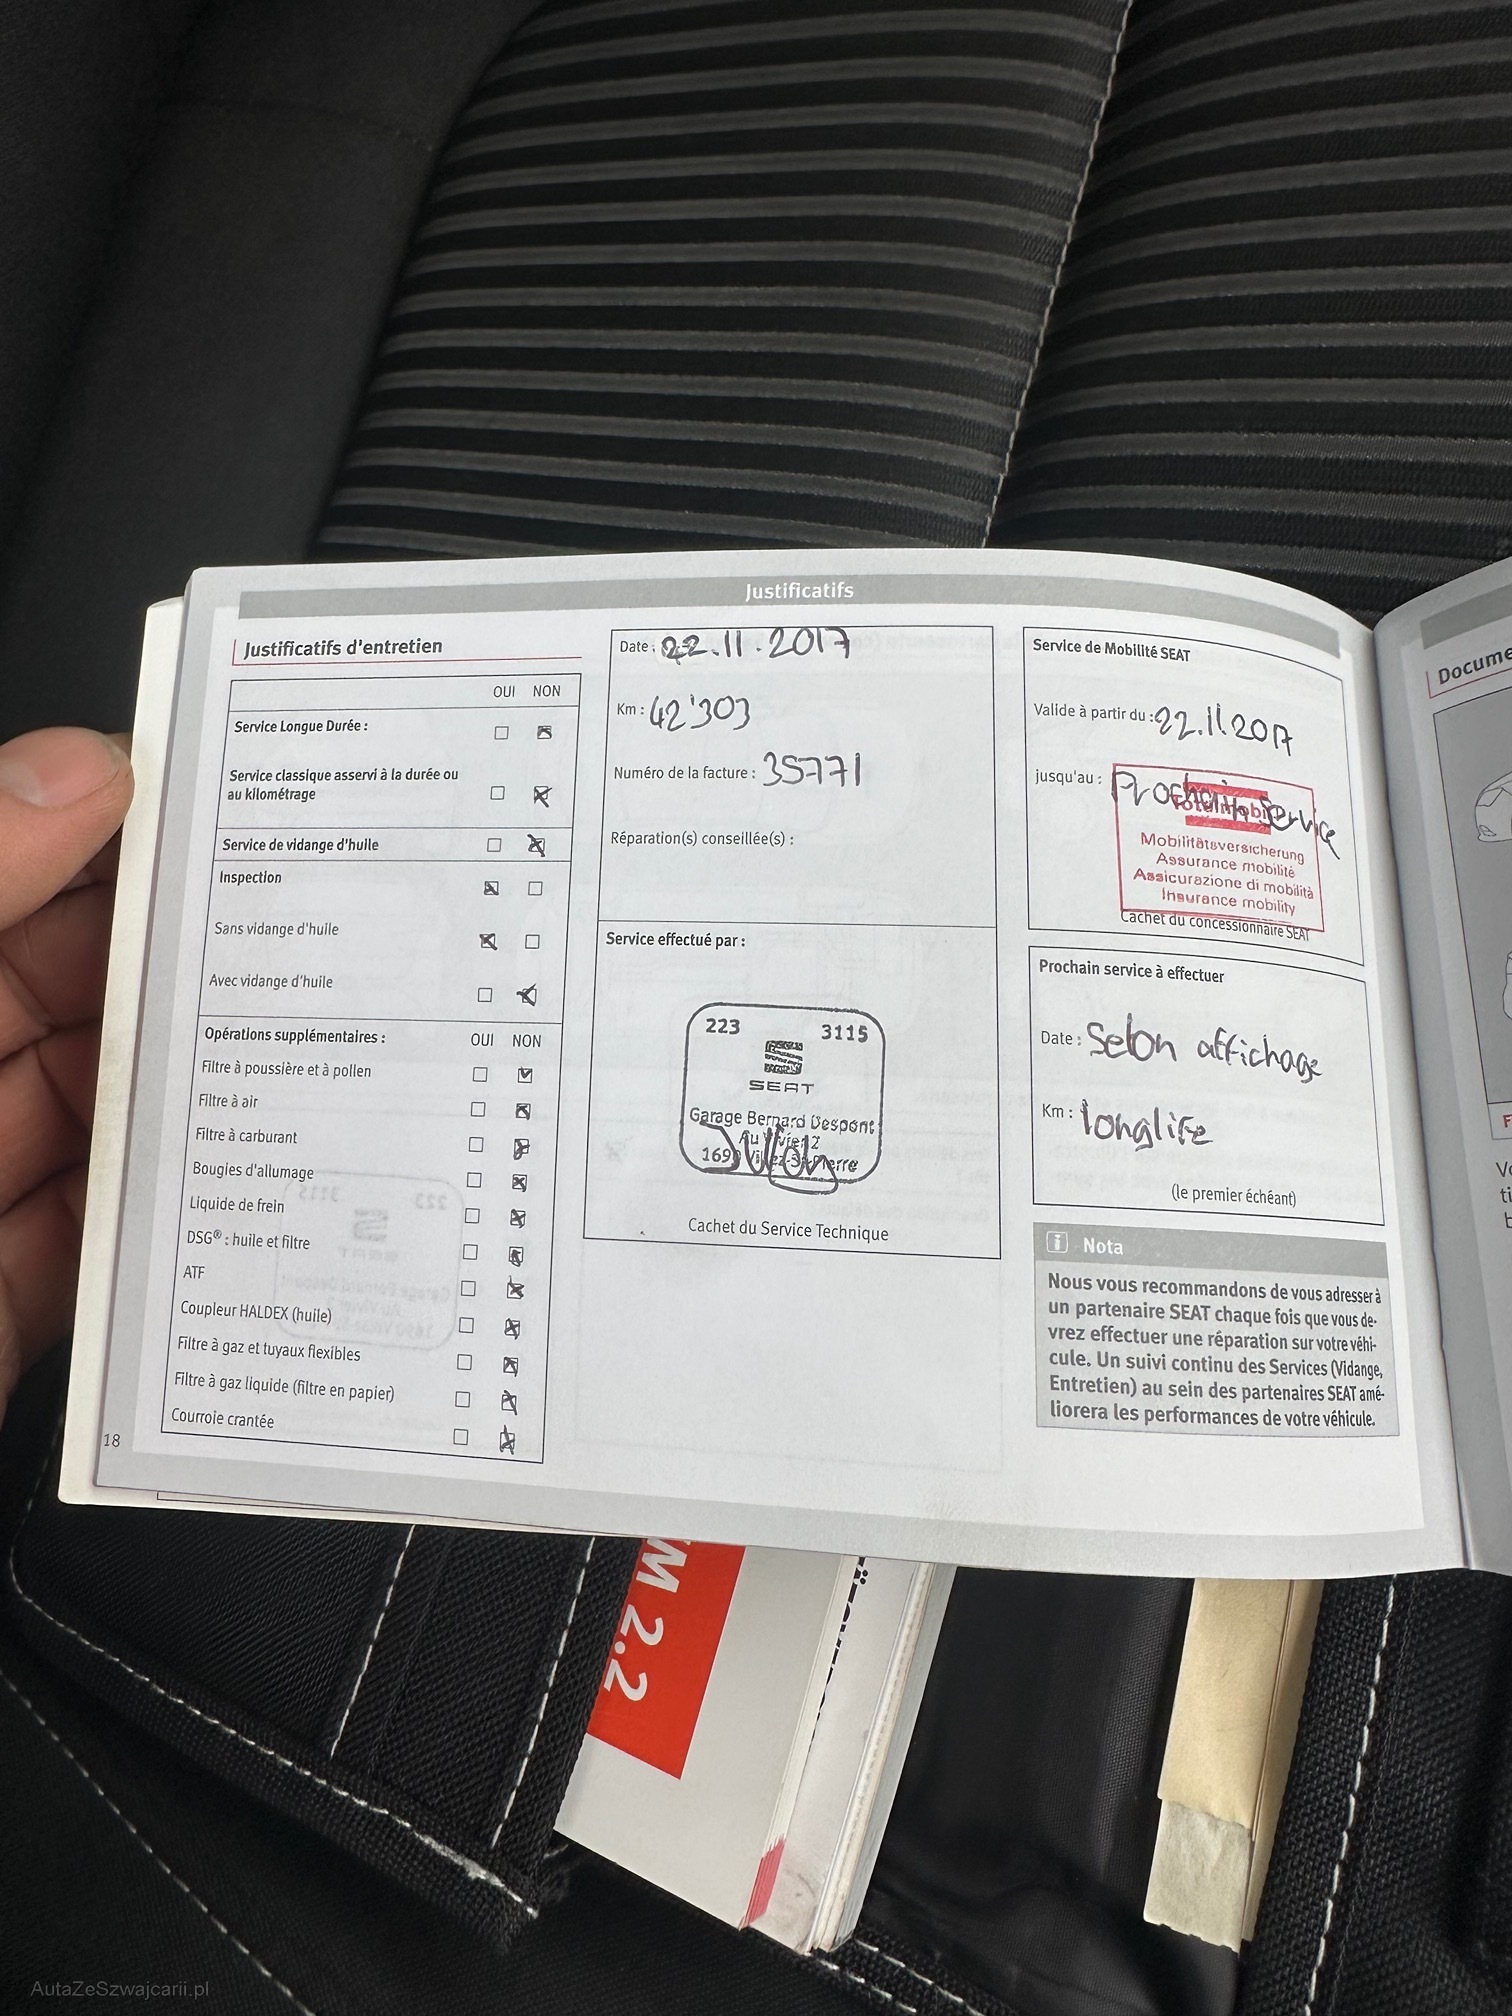 Justificatifs
Justificatifs d'entretien
OUI NON
Service Longue Durée :
Service classique asservi à la durée ou
au kilométrage
Service de vidange d'huile
Inspection
Sans vidange d'huile
Avec vidange d'huile
Opérations supplémentaires : OUI NON
Filtre à poussière et à pollen
Filtre à air
Filtre à carburant
Bougies d'allumage
Liquide de frein
DSG® : huile et filtre
ATF
Coupleur HALDEX (huile)
Filtre à gaz et tuyaux flexibles
Filtre à gaz liquide (filtre en papier)
Courroie crantée
18
Date : 22.11.2017
Km : 42'303
Numéro de la facture : 35771
Réparation(s) conseillée(s) :
Service effectué par :
223 3115
SEAT
Garage Bernard Despont
Au Vivier 2
Cachet du Service Technique
Service de Mobilité SEAT
Valide à partir du : 22.11.2017
jusqu'au : Prochain Service
Totalmobil
Mobilitätsversicherung
Assurance mobilité
Assicurazione di mobilità
Insurance mobility
Cachet du concessionnaire SEAT
Prochain service à effectuer
Date : Selon affichage
Km : longlife
(le premier échéant)
i Nota
Nous vous recommandons de vous adresser à
un partenaire SEAT chaque fois que vous de-
vrez effectuer une réparation sur votre véhi-
cule. Un suivi continu des Services (Vidange,
Entretien) au sein des partenaires SEAT amé-
liorera les performances de votre véhicule.
Docume
M 2.2
AutaZeSzwajcarii.pl